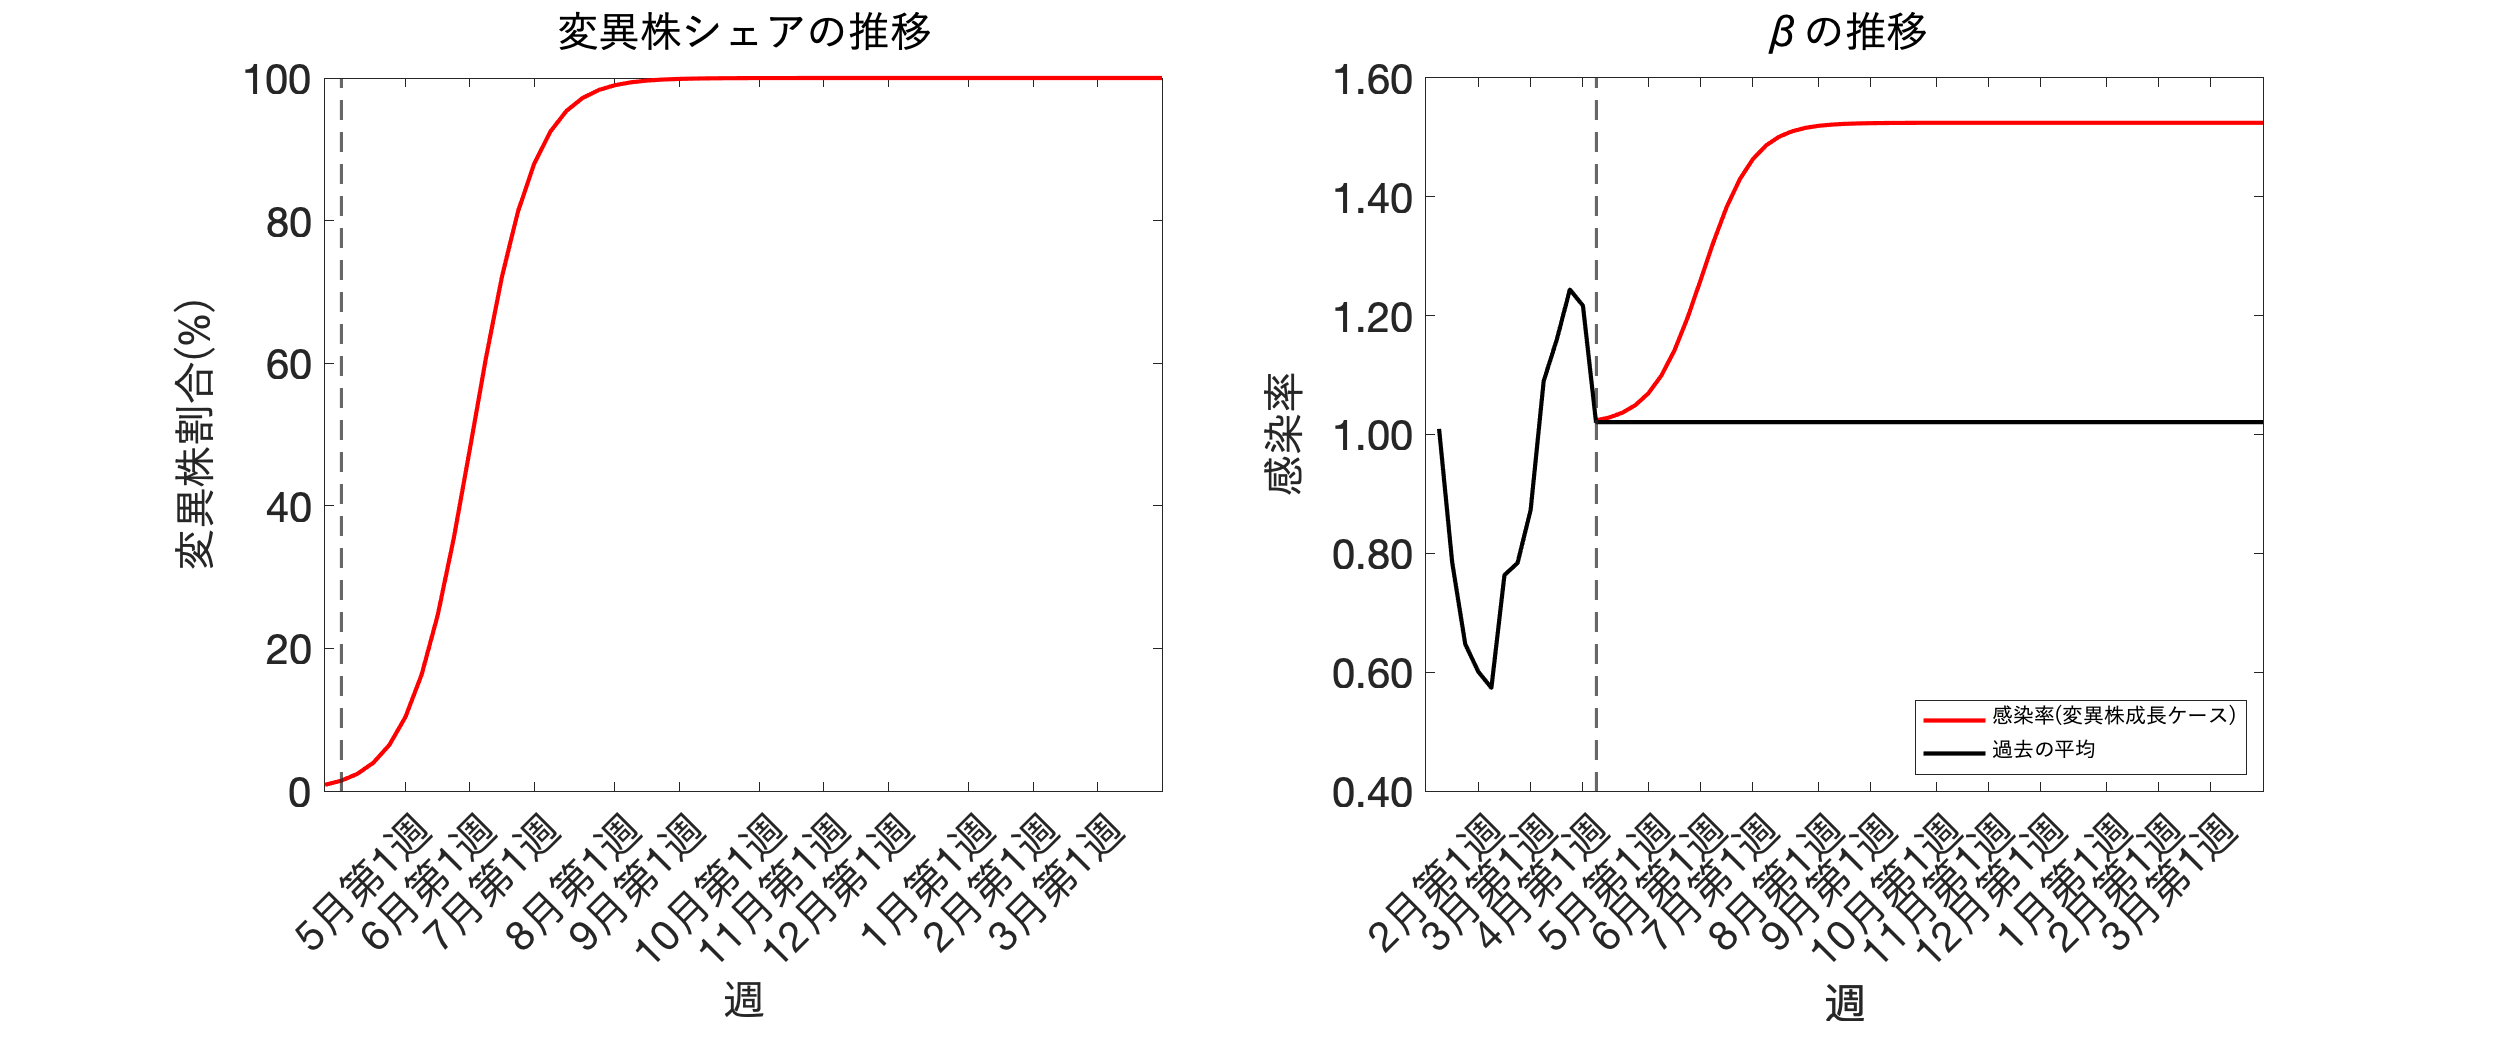 変異株シェアの推移
変異株割合(%)
100
80
60
40
20
0
5月第1週
6月第1週
7月第1週
8月第1週
9月第1週
10月第1週
11月第1週
12月第1週
1月第1週
2月第1週
3月第1週
週
βの推移
感染率
1.60
1.40
1.20
1.00
0.80
0.60
0.40
感染率(変異株成長ケース)
過去の平均
2月第1週
3月第1週
4月第1週
5月第1週
6月第1週
7月第1週
8月第1週
9月第1週
10月第1週
11月第1週
12月第1週
1月第1週
2月第1週
3月第1週
週